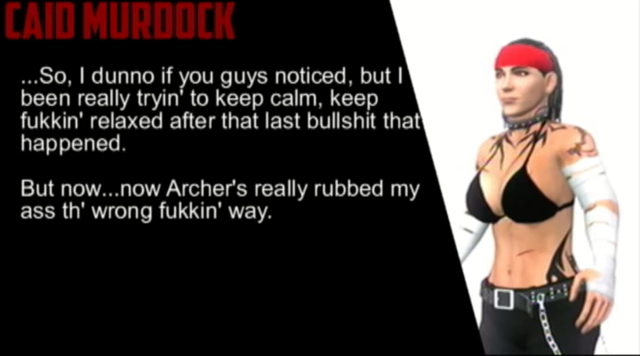 CAID MURDOCK
...So, I dunno if you guys noticed, but I
been really tryin' to keep calm, keep
fukkin' relaxed after that last bullshit that
happened.
But now...now Archer's really rubbed my
ass th' wrong fukkin' way.